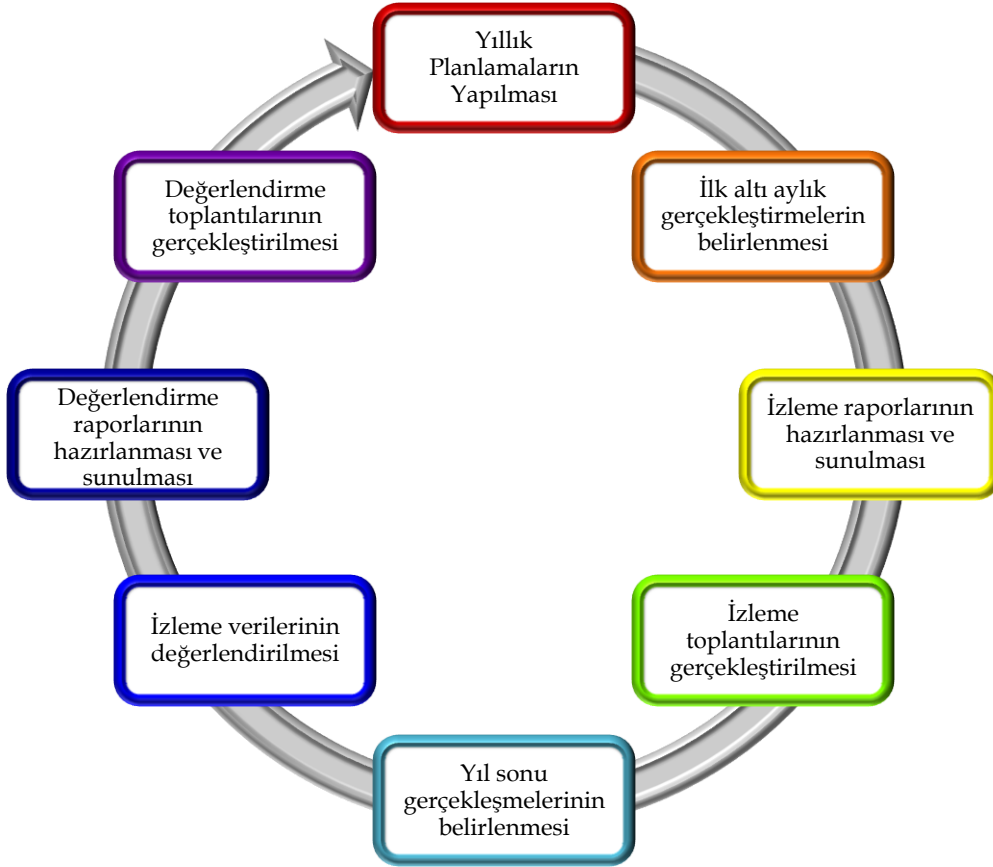 Yıllık
Planlamaların
Yapılması
İlk altı aylık
gerçekleştirmelerin
belirlenmesi
İzleme raporlarının
hazırlanması ve
sunulması
İzleme
toplantılarının
gerçekleştirilmesi
Yıl sonu
gerçekleşmelerinin
belirlenmesi
İzleme verilerinin
değerlendirilmesi
Değerlendirme
raporlarının
hazırlanması ve
sunulması
Değerlendirme
toplantılarının
gerçekleştirilmesi